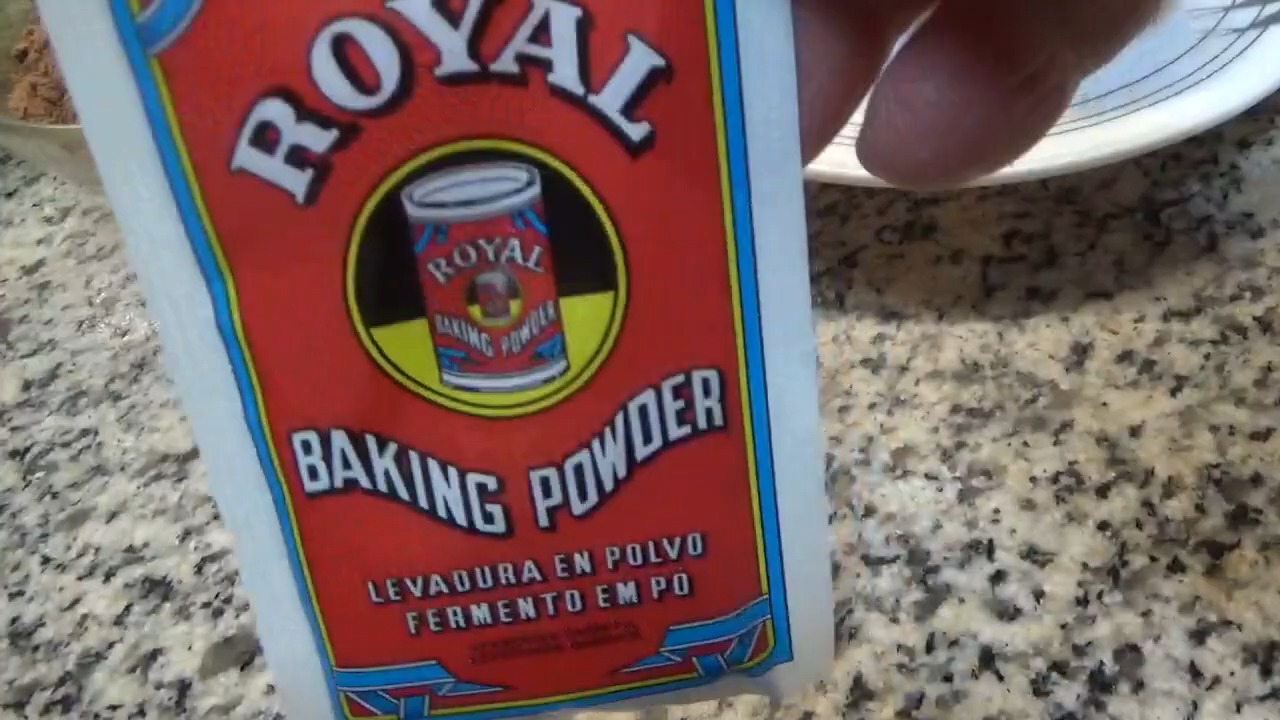 ROYAL
ROYAL
BAKING POWDER
BAKING POWDER
LEVADURA EN POLVO
FERMENTO EM PÓ